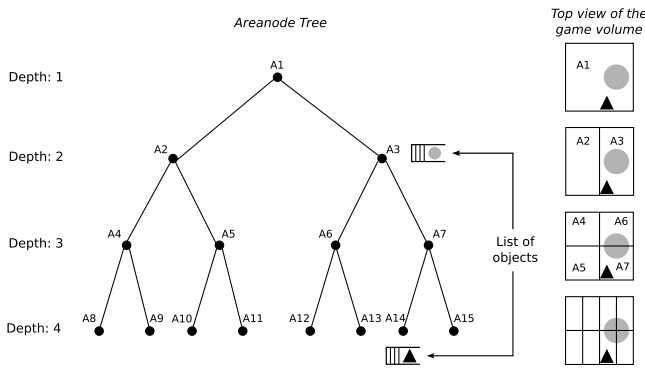 Areanode Tree
Top view of the
game volume
Depth: 1
A1
A1
Depth: 2
A2
A3
A2
A3
Depth: 3
A4
A5
A6
A7
List of
objects
A4
A6
A5
A7
Depth: 4
A8
A9
A10
A11
A12
A13
A14
A15